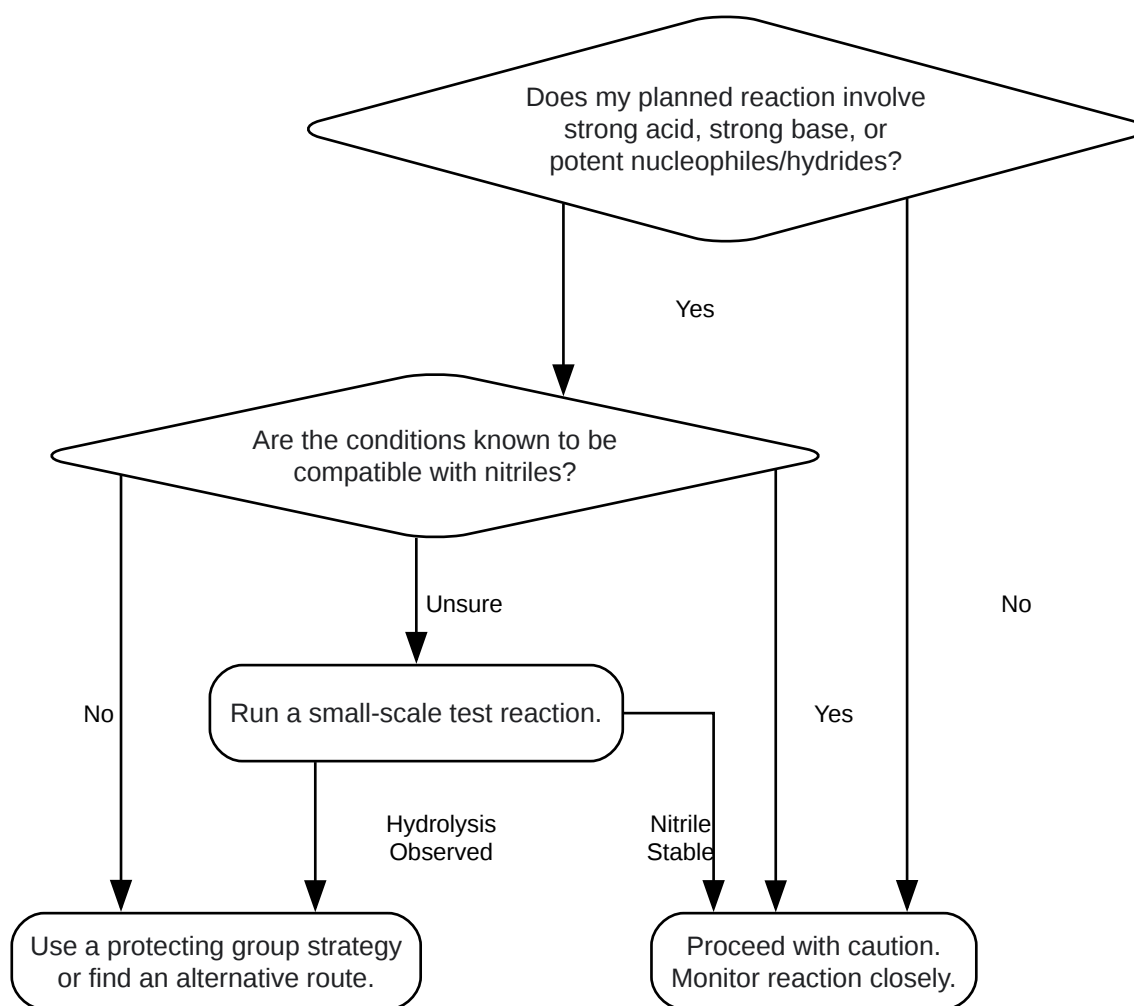 Does my planned reaction involve
strong acid, strong base, or
potent nucleophiles/hydrides?
Yes
Are the conditions known to be
compatible with nitriles?
Unsure
No
No
Run a small-scale test reaction.
Yes
Hydrolysis
Observed
Nitrile
Stable
Use a protecting group strategy
or find an alternative route.
Proceed with caution.
Monitor reaction closely.